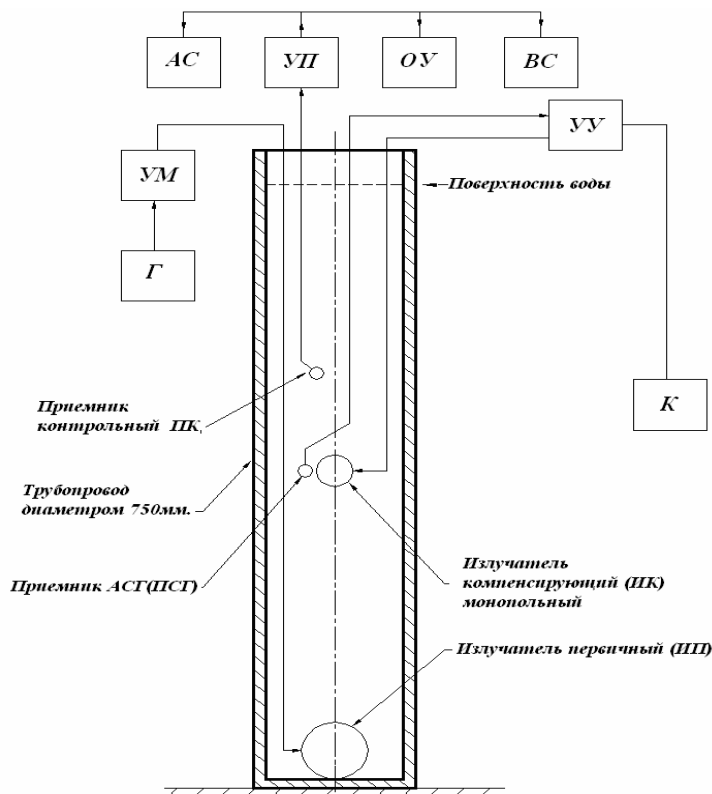 АС
УП
ОУ
ВС
УУ
УМ
Поверхность воды
Г
К
Приемник
контрольный ПК,
Трубопровод
диаметром 750мм.
Приемник АСГ(ПСГ)
Излучатель
компенсирующий (ИК)
монопольный
Излучатель первичный (ИП)